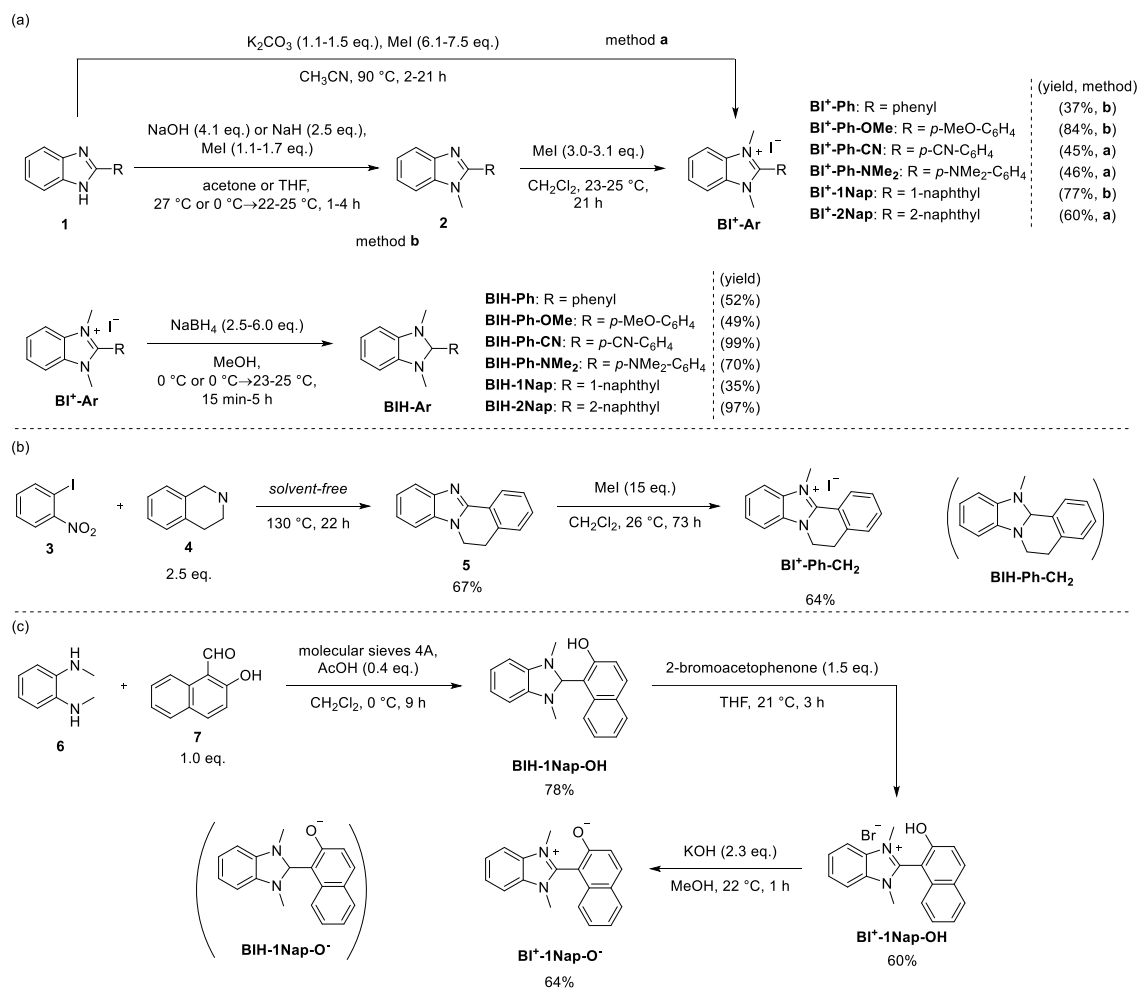 (a)
K2CO3 (1.1-1.5 eq.), MeI (6.1-7.5 eq.)
method a
CH3CN, 90 °C, 2-21 h
NaOH (4.1 eq.) or NaH (2.5 eq.),
MeI (1.1-1.7 eq.)
acetone or THF,
27 °C or 0 °C→22-25 °C, 1-4 h
method b
N
N
H
R
1
N
N
R
2
MeI (3.0-3.1 eq.)
CH2Cl2, 23-25 °C,
21 h
N
+
I−
N
R
BI+-Ar
(yield, method)
BI+-Ph: R = phenyl (37%, b)
BI+-Ph-OMe: R = p-MeO-C6H4 (84%, b)
BI+-Ph-CN: R = p-CN-C6H4 (45%, a)
BI+-Ph-NMe2: R = p-NMe2-C6H4 (46%, a)
BI+-1Nap: R = 1-naphthyl (77%, b)
BI+-2Nap: R = 2-naphthyl (60%, a)
N
+
I−
N
R
BI+-Ar
NaBH4 (2.5-6.0 eq.)
MeOH,
0 °C or 0 °C→23-25 °C,
15 min-5 h
N
N
R
BIH-Ar
(yield)
BIH-Ph: R = phenyl (52%)
BIH-Ph-OMe: R = p-MeO-C6H4 (49%)
BIH-Ph-CN: R = p-CN-C6H4 (99%)
BIH-Ph-NMe2: R = p-NMe2-C6H4 (70%)
BIH-1Nap: R = 1-naphthyl (35%)
BIH-2Nap: R = 2-naphthyl (97%)
(b)
I
NO2
3
+
N
4
2.5 eq.
solvent-free
130 °C, 22 h
N
N
5
67%
MeI (15 eq.)
CH2Cl2, 26 °C, 73 h
N
+
I−
N
BI+-Ph-CH2
64%
N
N
BIH-Ph-CH2
(c)
H
N
N
H
6
+
CHO
OH
7
1.0 eq.
molecular sieves 4A,
AcOH (0.4 eq.)
CH2Cl2, 0 °C, 9 h
HO
N
N
BIH-1Nap-OH
78%
2-bromoacetophenone (1.5 eq.)
THF, 21 °C, 3 h
Br−
HO
N
+
N
BI+-1Nap-OH
60%
KOH (2.3 eq.)
MeOH, 22 °C, 1 h
O−
N
+
N
BI+-1Nap-O-
64%
O−
N
N
BIH-1Nap-O-